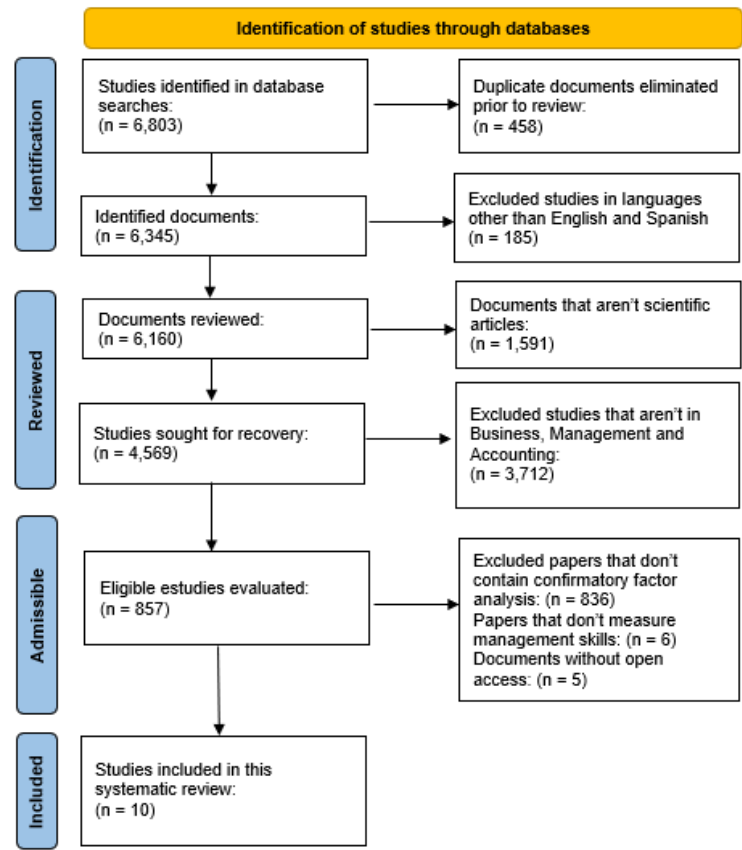 Identification of studies through databases
Identification
Studies identified in database
searches:
(n = 6,803)
Duplicate documents eliminated
prior to review:
(n = 458)
Identified documents:
(n = 6,345)
Excluded studies in languages
other than English and Spanish
(n = 185)
Reviewed
Documents reviewed:
(n = 6,160)
Documents that aren’t scientific
articles:
(n = 1,591)
Studies sought for recovery:
(n = 4,569)
Excluded studies that aren’t in
Business, Management and
Accounting:
(n = 3,712)
Admissible
Eligible estudies evaluated:
(n = 857)
Excluded papers that don’t
contain confirmatory factor
analysis: (n = 836)
Papers that don’t measure
management skills: (n = 6)
Documents without open
access: (n = 5)
Included
Studies included in this
systematic review:
(n = 10)